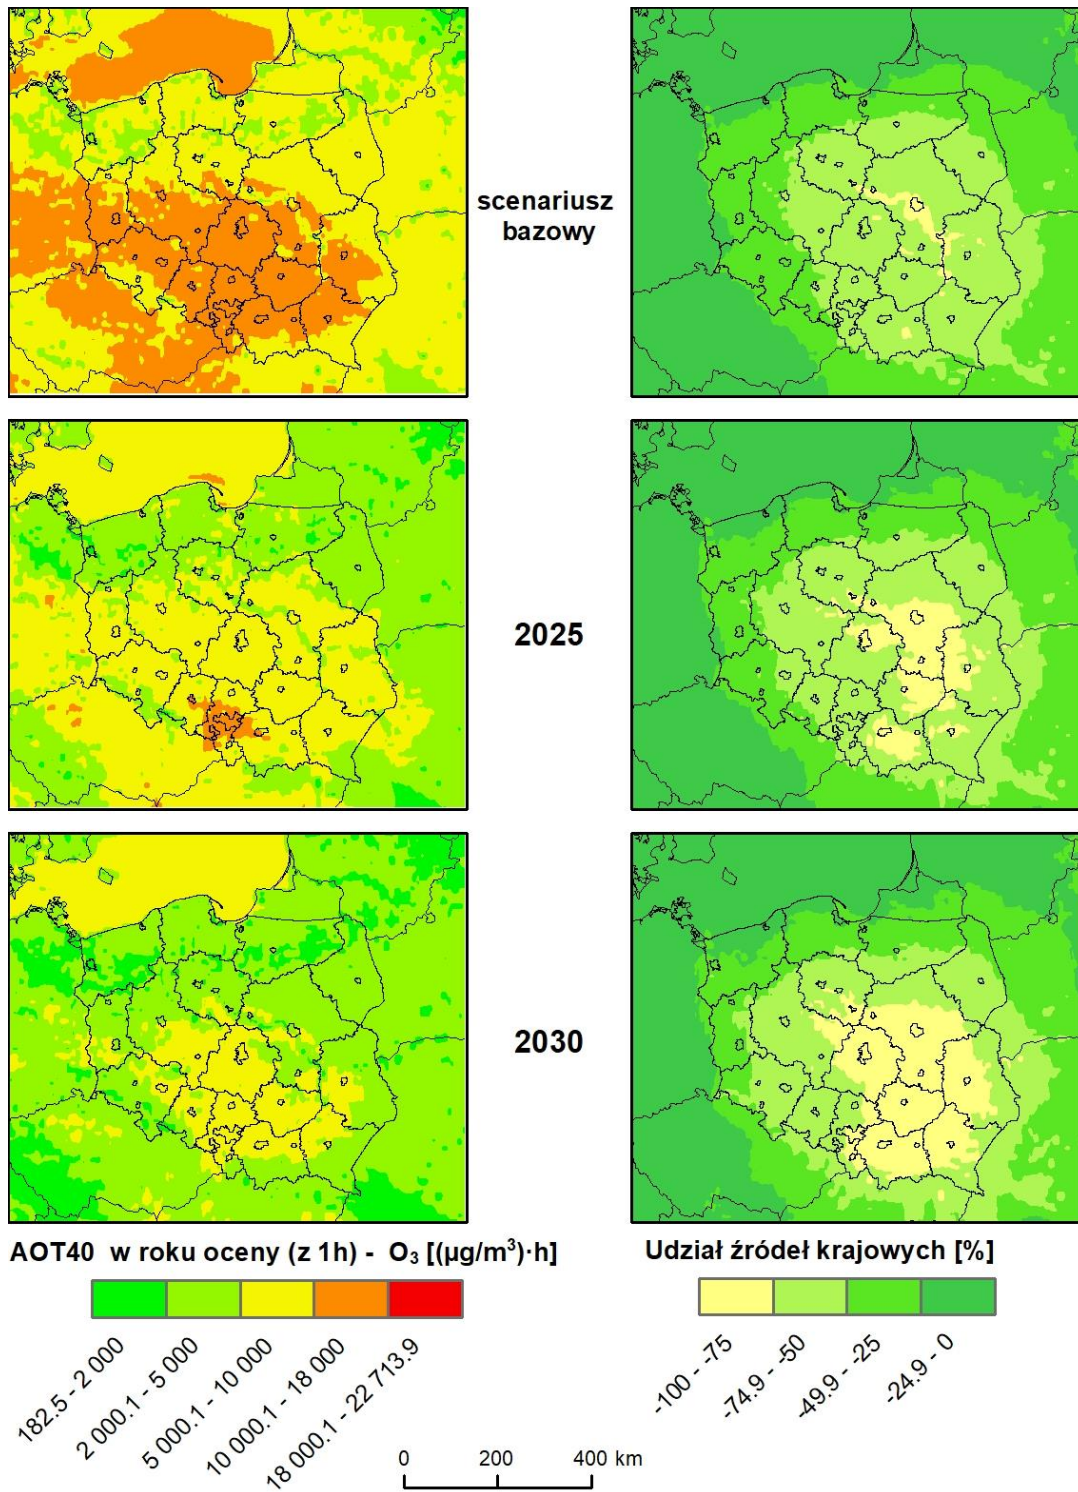 scenariusz
bazowy
2025
2030
AOT40 w roku oceny (z 1h) - O₃ [(µg/m³)·h]
182.5 - 2 000
2 000.1 - 5 000
5 000.1 - 10 000
10 000.1 - 18 000
18 000.1 - 22 713.9
Udział źródeł krajowych [%]
-100 - -75
-74.9 - -50
-49.9 - -25
-24.9 - 0
0 200 400 km